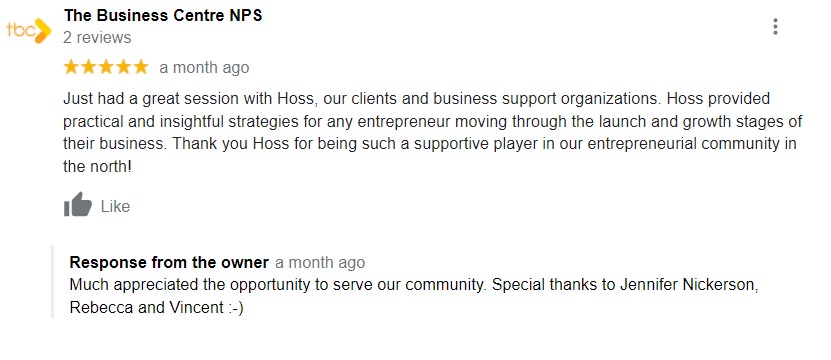 tbc
The Business Centre NPS
2 reviews
a month ago
Just had a great session with Hoss, our clients and business support organizations. Hoss provided
practical and insightful strategies for any entrepreneur moving through the launch and growth stages of
their business. Thank you Hoss for being such a supportive player in our entrepreneurial community in
the north!
Like
Response from the owner a month ago
Much appreciated the opportunity to serve our community. Special thanks to Jennifer Nickerson,
Rebecca and Vincent :-)